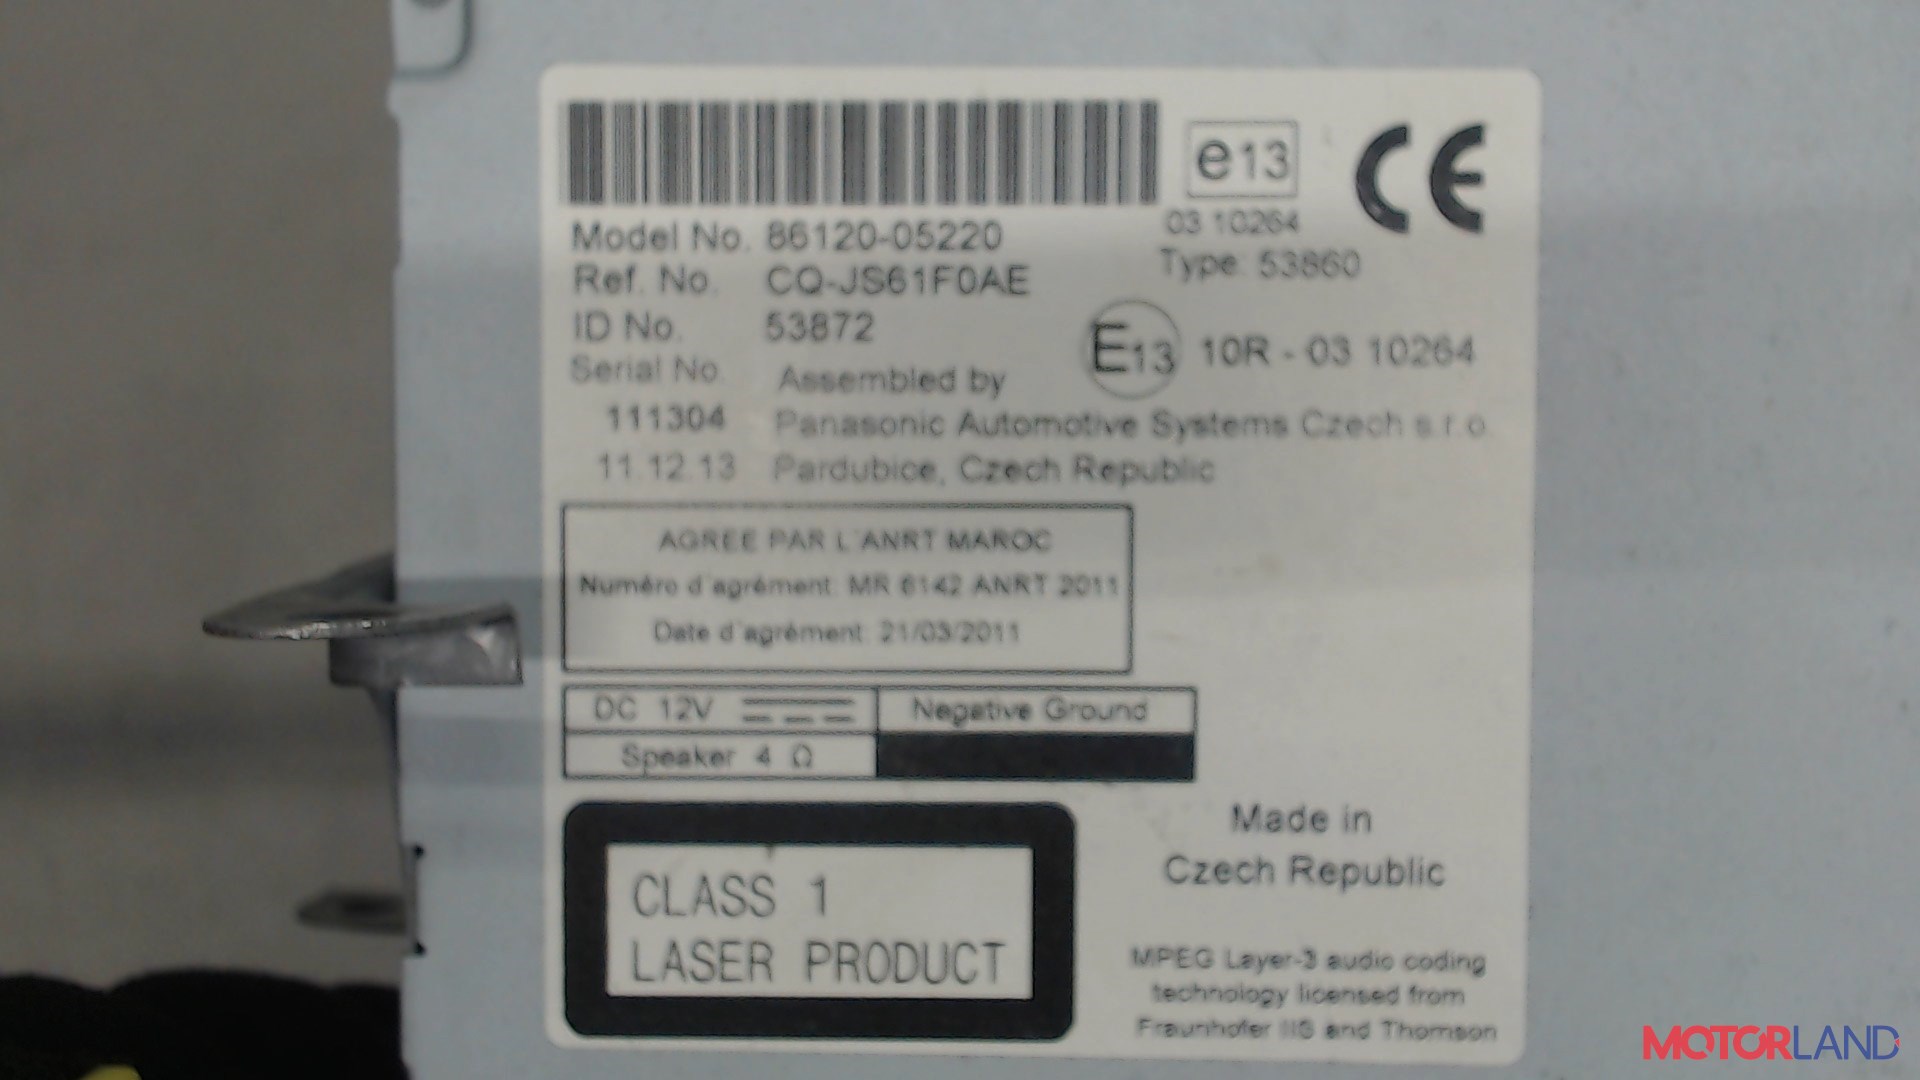 e13
CE
03 10264
Model No. 86120-05220
Type 53860
Ref. No. CQ-JS61F0AE
ID No. 53872
E13 10R - 03 10264
Serial No. Assembled by
111304 Panasonic Automotive Systems Czech s.r.o.
11.12.13 Pardubice, Czech Republic
AGREE PAR L'ANRT MAROC
Numéro d'agrément: MR 6142 ANRT 2011
Date d'agrément: 21/03/2011
DC 12V Negative Ground
Speaker 4 Ω
CLASS 1
LASER PRODUCT
Made in
Czech Republic
MPEG Layer-3 audio coding
technology licensed from
Fraunhofer IIS and Thomson
MOTORLAND